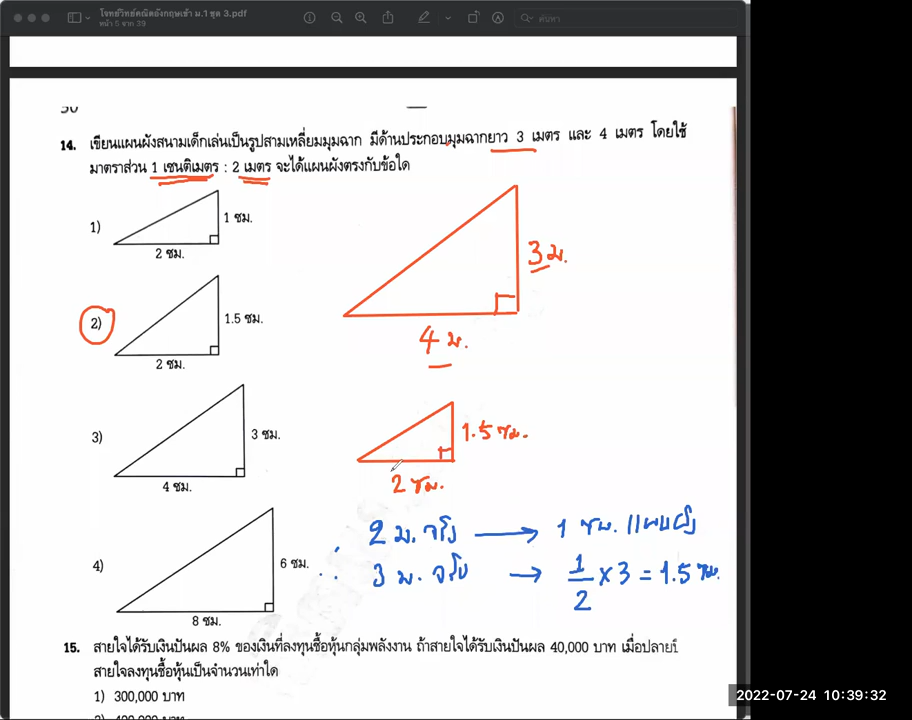 โจทย์วิทย์คณิตอังกฤษเข้า ม.1 ชุด 3.pdf
หน้า 5 จาก 39
ค้นหา
14. เขียนแผนผังสนามเด็กเล่นเป็นรูปสามเหลี่ยมมุมฉาก มีด้านประกอบมุมฉากยาว 3 เมตร และ 4 เมตร โดยใช้
มาตราส่วน 1 เซนติเมตร : 2 เมตร จะได้แผนผังตรงกับข้อใด
1) 1 ซม.
2 ซม.
3 ม.
4 ม.
2) 1.5 ซม.
2 ซม.
3) 3 ซม.
4 ซม.
1.5 ซม.
2 ซม.
2 ม. จริง → 1 ซม. แผนผัง
∴ 3 ม. จริง → 1/2 × 3 = 1.5 ซม.
4) 6 ซม.
8 ซม.
15. สายใจได้รับเงินปันผล 8% ของเงินที่ลงทุนซื้อหุ้นกลุ่มพลังงาน ถ้าสายใจได้รับเงินปันผล 40,000 บาท เมื่อปลายปี
สายใจลงทุนซื้อหุ้นเป็นจำนวนเท่าใด
1) 300,000 บาท
2022-07-24 10:39:32